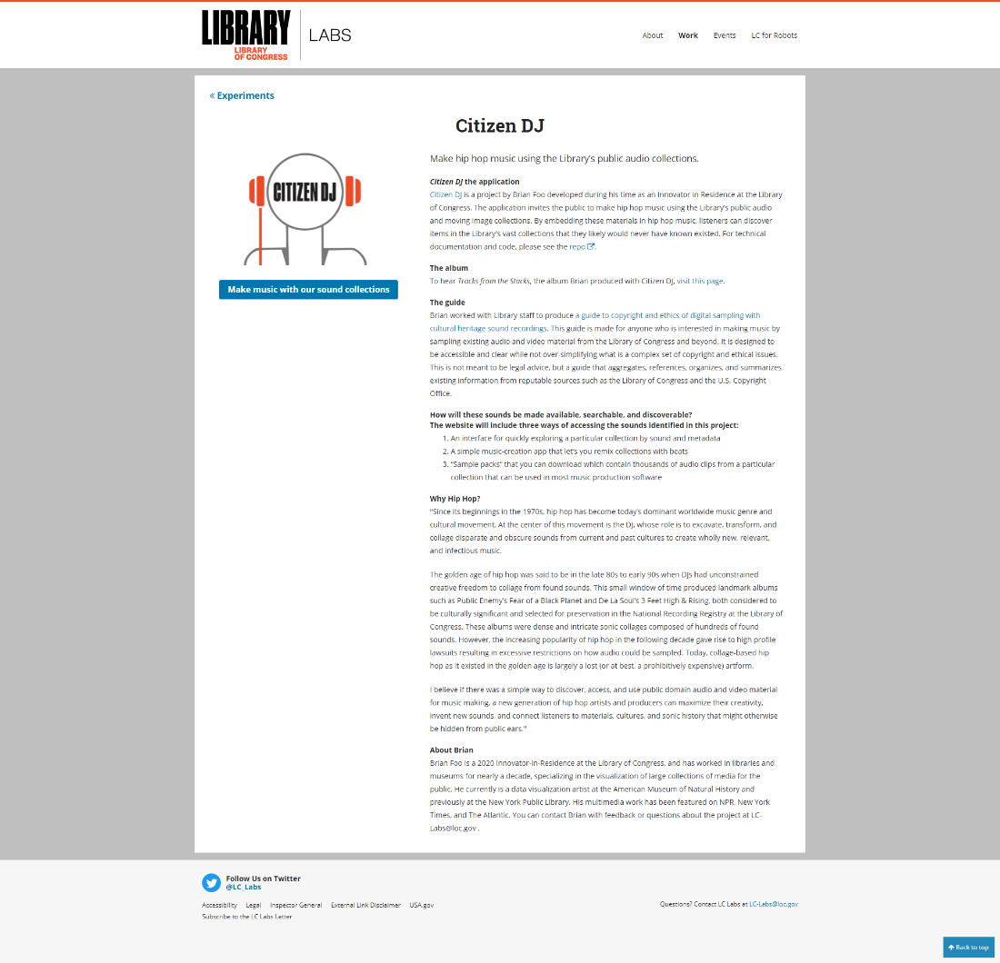 LIBRARY
LIBRARY
OF CONGRESS
LABS
About Work Events LC for Robots
« Experiments
Citizen DJ
CITIZEN DJ
Make music with our sound collections
Make hip hop music using the Library's public audio collections.
Citizen DJ the application
Citizen DJ is a project by Brian Foo developed during his time as an Innovator in Residence at the Library
of Congress. The application invites the public to make hip hop music using the Library's public audio
and moving image collections. By embedding these materials in hip hop music, listeners can discover
items in the Library's vast collections that they likely would never have known existed. For technical
documentation and code, please see the repo.
The album
To hear Tracks from the Stacks, the album Brian produced with Citizen DJ, visit this page.
The guide
Brian worked with Library staff to produce a guide to copyright and ethics of digital sampling with
cultural heritage sound recordings. This guide is made for anyone who is interested in making music by
sampling existing audio and video material from the Library of Congress and beyond. It is designed to
be accessible and clear while not over-simplifying what is a complex set of copyright and ethical issues.
This is not meant to be legal advice, but a guide that aggregates, references, organizes, and summarizes
existing information from reputable sources such as the Library of Congress and the U.S. Copyright
Office.
How will these sounds be made available, searchable, and discoverable?
The website will include three ways of accessing the sounds identified in this project:
1. An interface for quickly exploring a particular collection by sound and metadata
2. A simple music-creation app that let's you remix collections with beats
3. “Sample packs” that you can download which contain thousands of audio clips from a particular
collection that can be used in most music production software
Why Hip Hop?
"Since its beginnings in the 1970s, hip hop has become today's dominant worldwide music genre and
cultural movement. At the center of this movement is the DJ, whose role is to excavate, transform, and
collage disparate and obscure sounds from current and past cultures to create wholly new, relevant,
and infectious music.
The golden age of hip hop was said to be in the late 80s to early 90s when DJs had unconstrained
creative freedom to collage from found sounds. This small window of time produced landmark albums
such as Public Enemy's Fear of a Black Planet and De La Soul's 3 Feet High & Rising, both considered to
be culturally significant and selected for preservation in the National Recording Registry at the Library of
Congress. These albums were dense and intricate sonic collages composed of hundreds of found
sounds. However, the increasing popularity of hip hop in the following decade gave rise to high profile
lawsuits resulting in excessive restrictions on how audio could be sampled. Today, collage-based hip
hop as it existed in the golden age is largely a lost (or at best, a prohibitively expensive) artform.
I believe if there was a simple way to discover, access, and use public domain audio and video material
for music making, a new generation of hip hop artists and producers can maximize their creativity,
invent new sounds, and connect listeners to materials, cultures, and sonic history that might otherwise
be hidden from public ears."
About Brian
Brian Foo is a 2020 Innovator-in-Residence at the Library of Congress, and has worked in libraries and
museums for nearly a decade, specializing in the visualization of large collections of media for the
public. He currently is a data visualization artist at the American Museum of Natural History and
previously at the New York Public Library. His multimedia work has been featured on NPR, New York
Times, and The Atlantic. You can contact Brian with feedback or questions about the project at LC-
Labs@loc.gov .
Follow Us on Twitter
@LC_Labs
Accessibility Legal Inspector General External Link Disclaimer USA.gov
Subscribe to the LC Labs Letter
Questions? Contact LC Labs at LC-Labs@loc.gov
Back to top